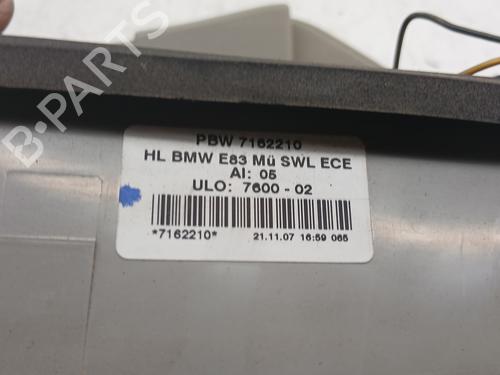 PBW 7162210
HL BMW E83 Mü SWL ECE
AI: 05
ULO: 7600 - 02
*7162210* 21.11.07 16:59 065
B-PARTS